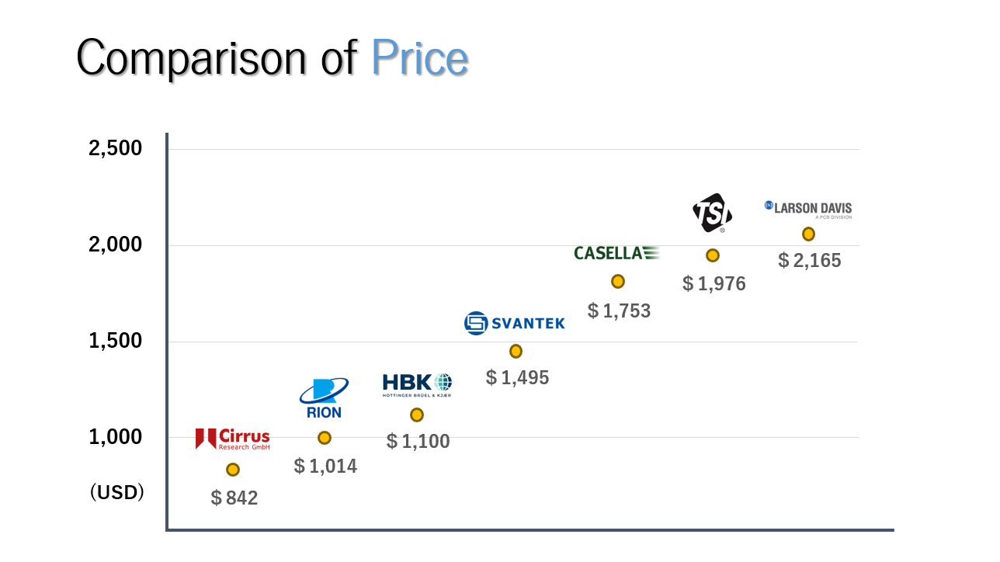 Comparison of Price
2,500
2,000
1,500
1,000
(USD)
Cirrus
Research GmbH
$ 842
RION
$ 1,014
HBK
HOTTINGER BRÜEL & KJÆR
$ 1,100
SVANTEK
$ 1,495
CASELLA
$ 1,753
TSI
®
$ 1,976
LARSON DAVIS
A PCB DIVISION
$ 2,165